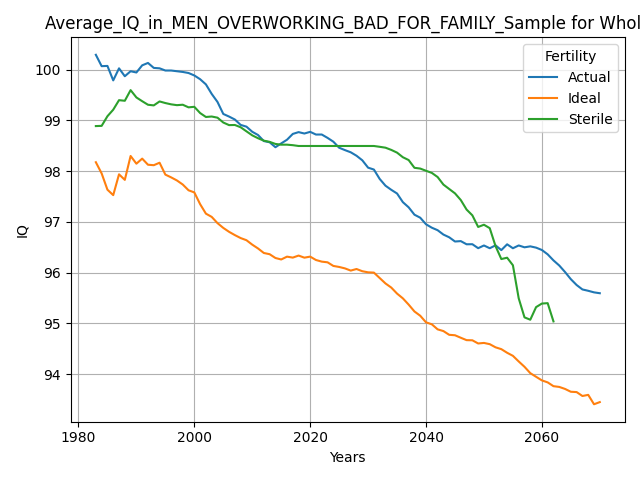 Average_IQ_in_MEN_OVERWORKING_BAD_FOR_FAMILY_Sample for Whol
Fertility
Actual
Ideal
Sterile
IQ
100
99
98
97
96
95
94
1980 2000 2020 2040 2060
Years